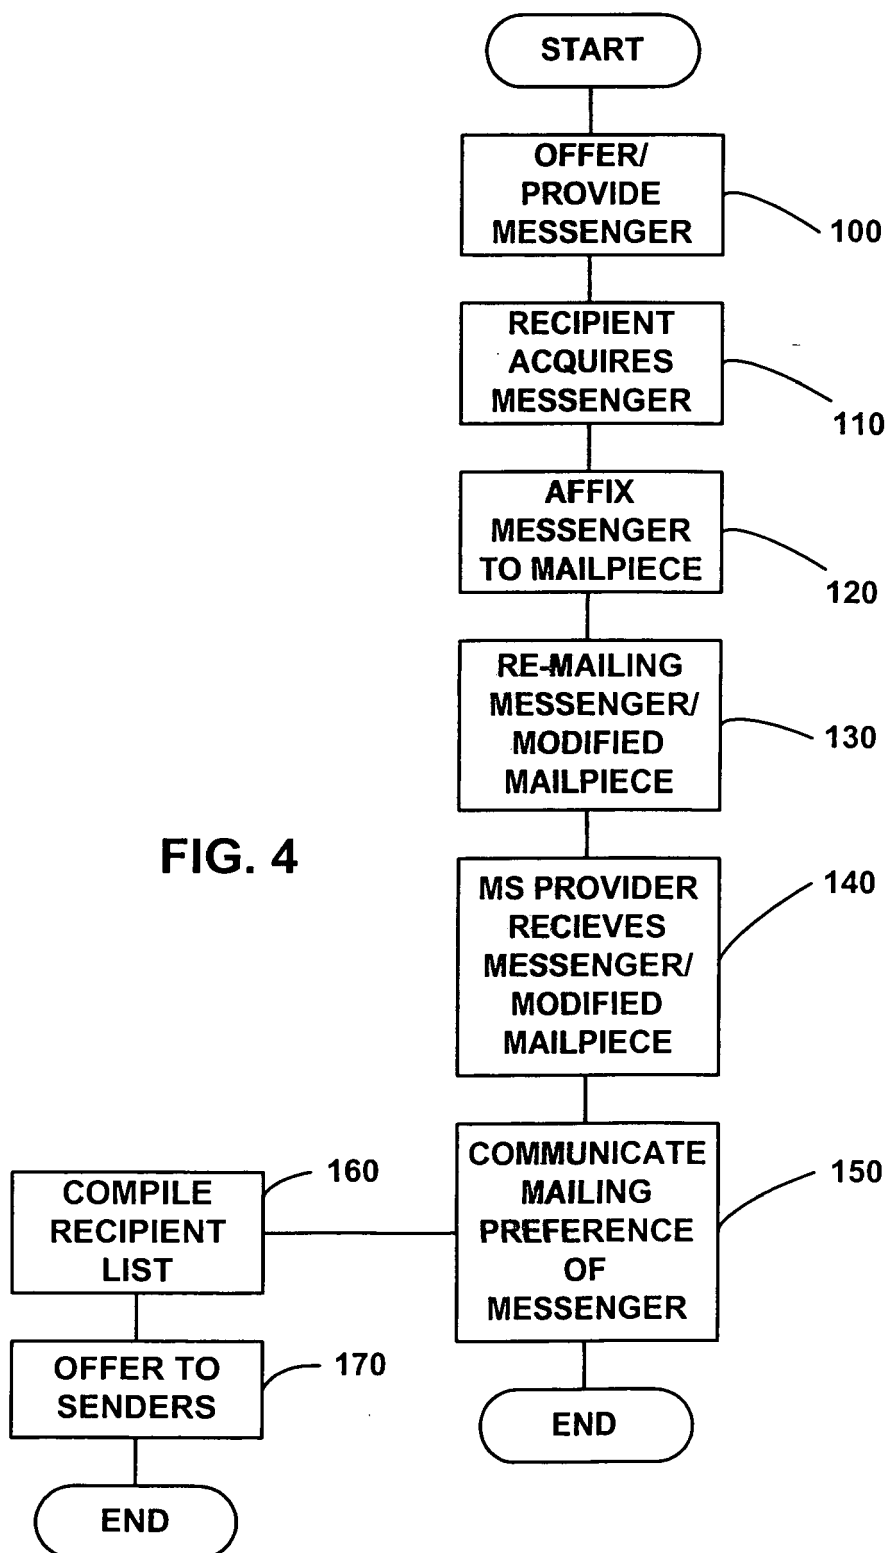 START
OFFER/
PROVIDE
MESSENGER
100
RECIPIENT
ACQUIRES
MESSENGER
110
AFFIX
MESSENGER
TO MAILPIECE
120
RE-MAILING
MESSENGER/
MODIFIED
MAILPIECE
130
FIG. 4
MS PROVIDER
RECIEVES
MESSENGER/
MODIFIED
MAILPIECE
140
COMMUNICATE
MAILING
PREFERENCE
OF
MESSENGER
150
COMPILE
RECIPIENT
LIST
160
OFFER TO
SENDERS
170
END
END